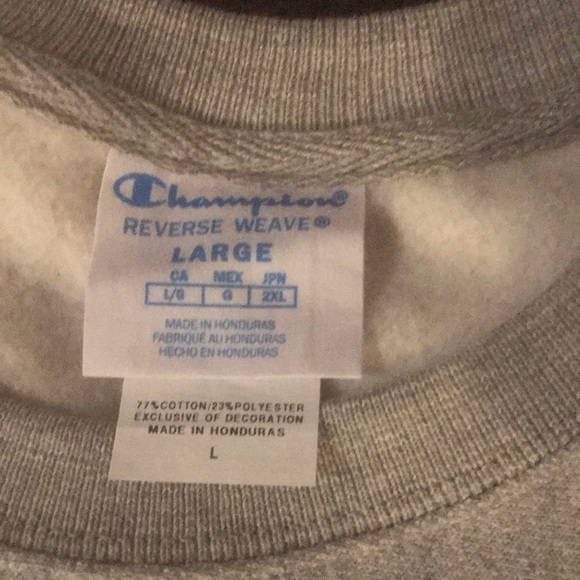 Champion®
REVERSE WEAVE®
LARGE
CA MEX JPN
L/G G 2XL
MADE IN HONDURAS
FABRIQUÉ AU HONDURAS
HECHO EN HONDURAS
77%COTTON/23%POLYESTER
EXCLUSIVE OF DECORATION
MADE IN HONDURAS
L